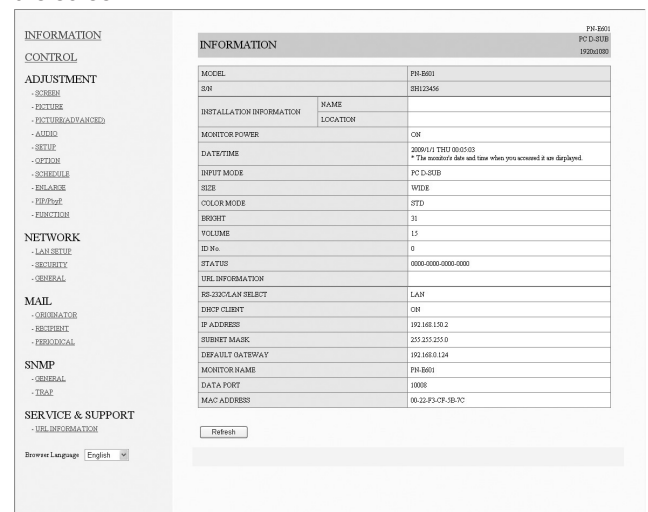 INFORMATION
CONTROL
ADJUSTMENT
- SCREEN
- PICTURE
- PICTURE(ADVANCED)
- AUDIO
- SETUP
- OPTION
- SCHEDULE
- ENLARGE
- PIP/PbyP
- FUNCTION
NETWORK
- LAN SETUP
- SECURITY
- GENERAL
MAIL
- ORIGINATOR
- RECIPIENT
- PERIODICAL
SNMP
- GENERAL
- TRAP
SERVICE & SUPPORT
- URL INFORMATION
Browser Language English
PN-E601
INFORMATION
PC D-SUB
1920x1080
MODEL PN-E601
S/N SH123456
INSTALLATION INFORMATION NAME
LOCATION
MONITOR POWER ON
DATE/TIME 2009/1/1 THU 00:05:03
* The monitor's date and time when you accessed it are displayed.
INPUT MODE PC D-SUB
SIZE WIDE
COLOR MODE STD
BRIGHT 31
VOLUME 15
ID No. 0
STATUS 0000-0000-0000-0000
URL INFORMATION
RS-232C/LAN SELECT LAN
DHCP CLIENT ON
IP ADDRESS 192.168.150.2
SUBNET MASK 255.255.255.0
DEFAULT GATEWAY 192.168.0.124
MONITOR NAME PN-E601
DATA PORT 10008
MAC ADDRESS 00-22-F3-CF-5B-7C
Refresh